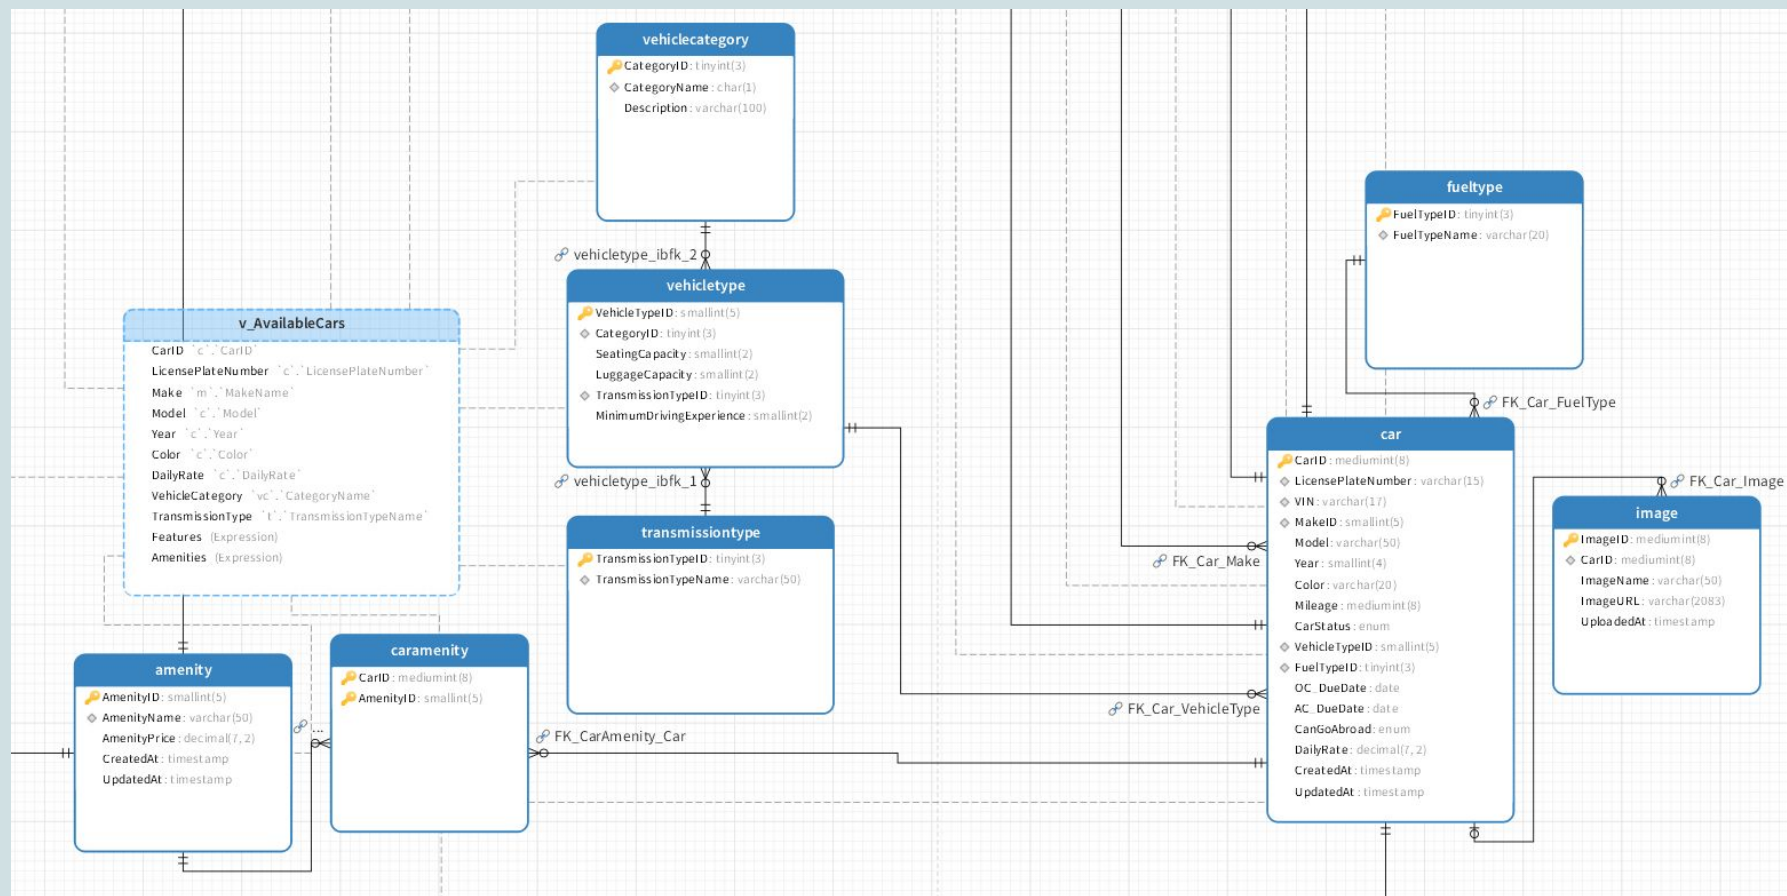 vehiclecategory
CategoryID: tinyint(3)
CategoryName: char(1)
Description: varchar(100)
vehicletype_ibfk_2
vehicletype
VehicleTypeID: smallint(5)
CategoryID: tinyint(3)
SeatingCapacity: smallint(2)
LuggageCapacity: smallint(2)
TransmissionTypeID: tinyint(3)
MinimumDrivingExperience: smallint(2)
vehicletype_ibfk_1
transmissiontype
TransmissionTypeID: tinyint(3)
TransmissionTypeName: varchar(50)
v_AvailableCars
CarID `c`.`CarID`
LicensePlateNumber `c`.`LicensePlateNumber`
Make `m`.`MakeName`
Model `c`.`Model`
Year `c`.`Year`
Color `c`.`Color`
DailyRate `c`.`DailyRate`
VehicleCategory `vc`.`CategoryName`
TransmissionType `t`.`TransmissionTypeName`
Features (Expression)
Amenities (Expression)
amenity
AmenityID: smallint(5)
AmenityName: varchar(50)
AmenityPrice: decimal(7, 2)
CreatedAt: timestamp
UpdatedAt: timestamp
...
caramenity
CarID: mediumint(8)
AmenityID: smallint(5)
FK_CarAmenity_Car
fueltype
FuelTypeID: tinyint(3)
FuelTypeName: varchar(20)
FK_Car_FuelType
FK_Car_Make
FK_Car_VehicleType
car
CarID: mediumint(8)
LicensePlateNumber: varchar(15)
VIN: varchar(17)
MakeID: smallint(5)
Model: varchar(50)
Year: smallint(4)
Color: varchar(20)
Mileage: mediumint(8)
CarStatus: enum
VehicleTypeID: smallint(5)
FuelTypeID: tinyint(3)
OC_DueDate: date
AC_DueDate: date
CanGoAbroad: enum
DailyRate: decimal(7, 2)
CreatedAt: timestamp
UpdatedAt: timestamp
FK_Car_Image
image
ImageID: mediumint(8)
CarID: mediumint(8)
ImageName: varchar(50)
ImageURL: varchar(2083)
UploadedAt: timestamp